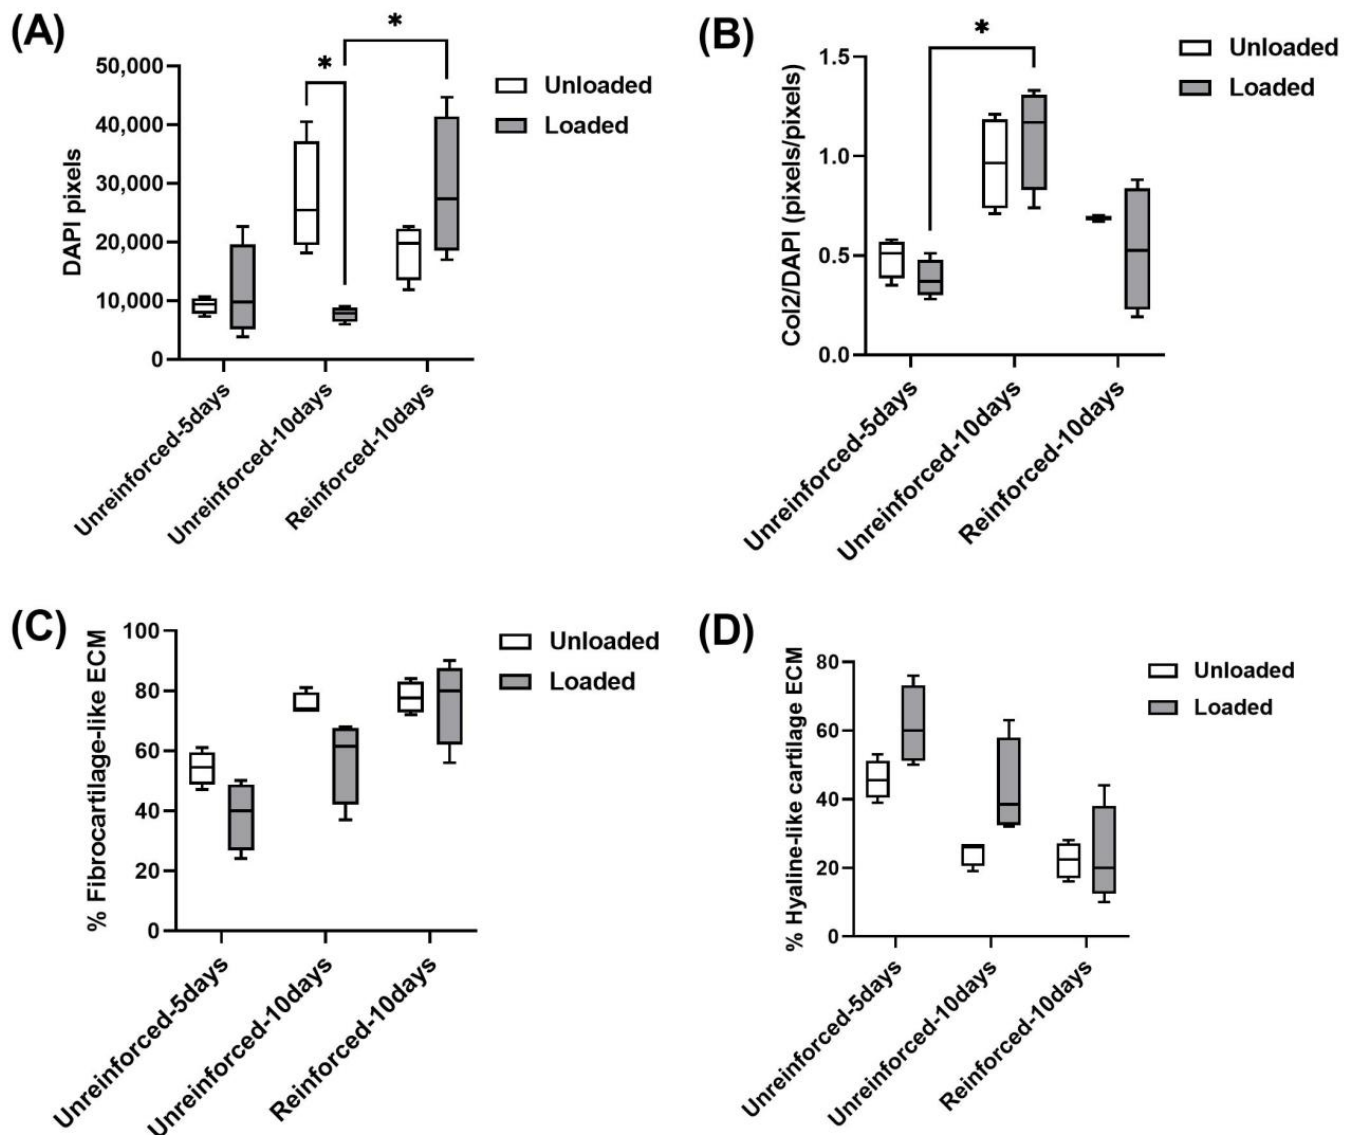 (A)
*
*
DAPI pixels
50,000
40,000
30,000
20,000
10,000
0
Unreinforced-5days
Unreinforced-10days
Reinforced-10days
Unloaded
Loaded
(B)
*
Col2/DAPI (pixels/pixels)
1.5
1.0
0.5
0.0
Unreinforced-5days
Unreinforced-10days
Reinforced-10days
Unloaded
Loaded
(C)
% Fibrocartilage-like ECM
100
80
60
40
20
0
Unreinforced-5days
Unreinforced-10days
Reinforced-10days
Unloaded
Loaded
(D)
% Hyaline-like cartilage ECM
80
60
40
20
0
Unreinforced-5days
Unreinforced-10days
Reinforced-10days
Unloaded
Loaded